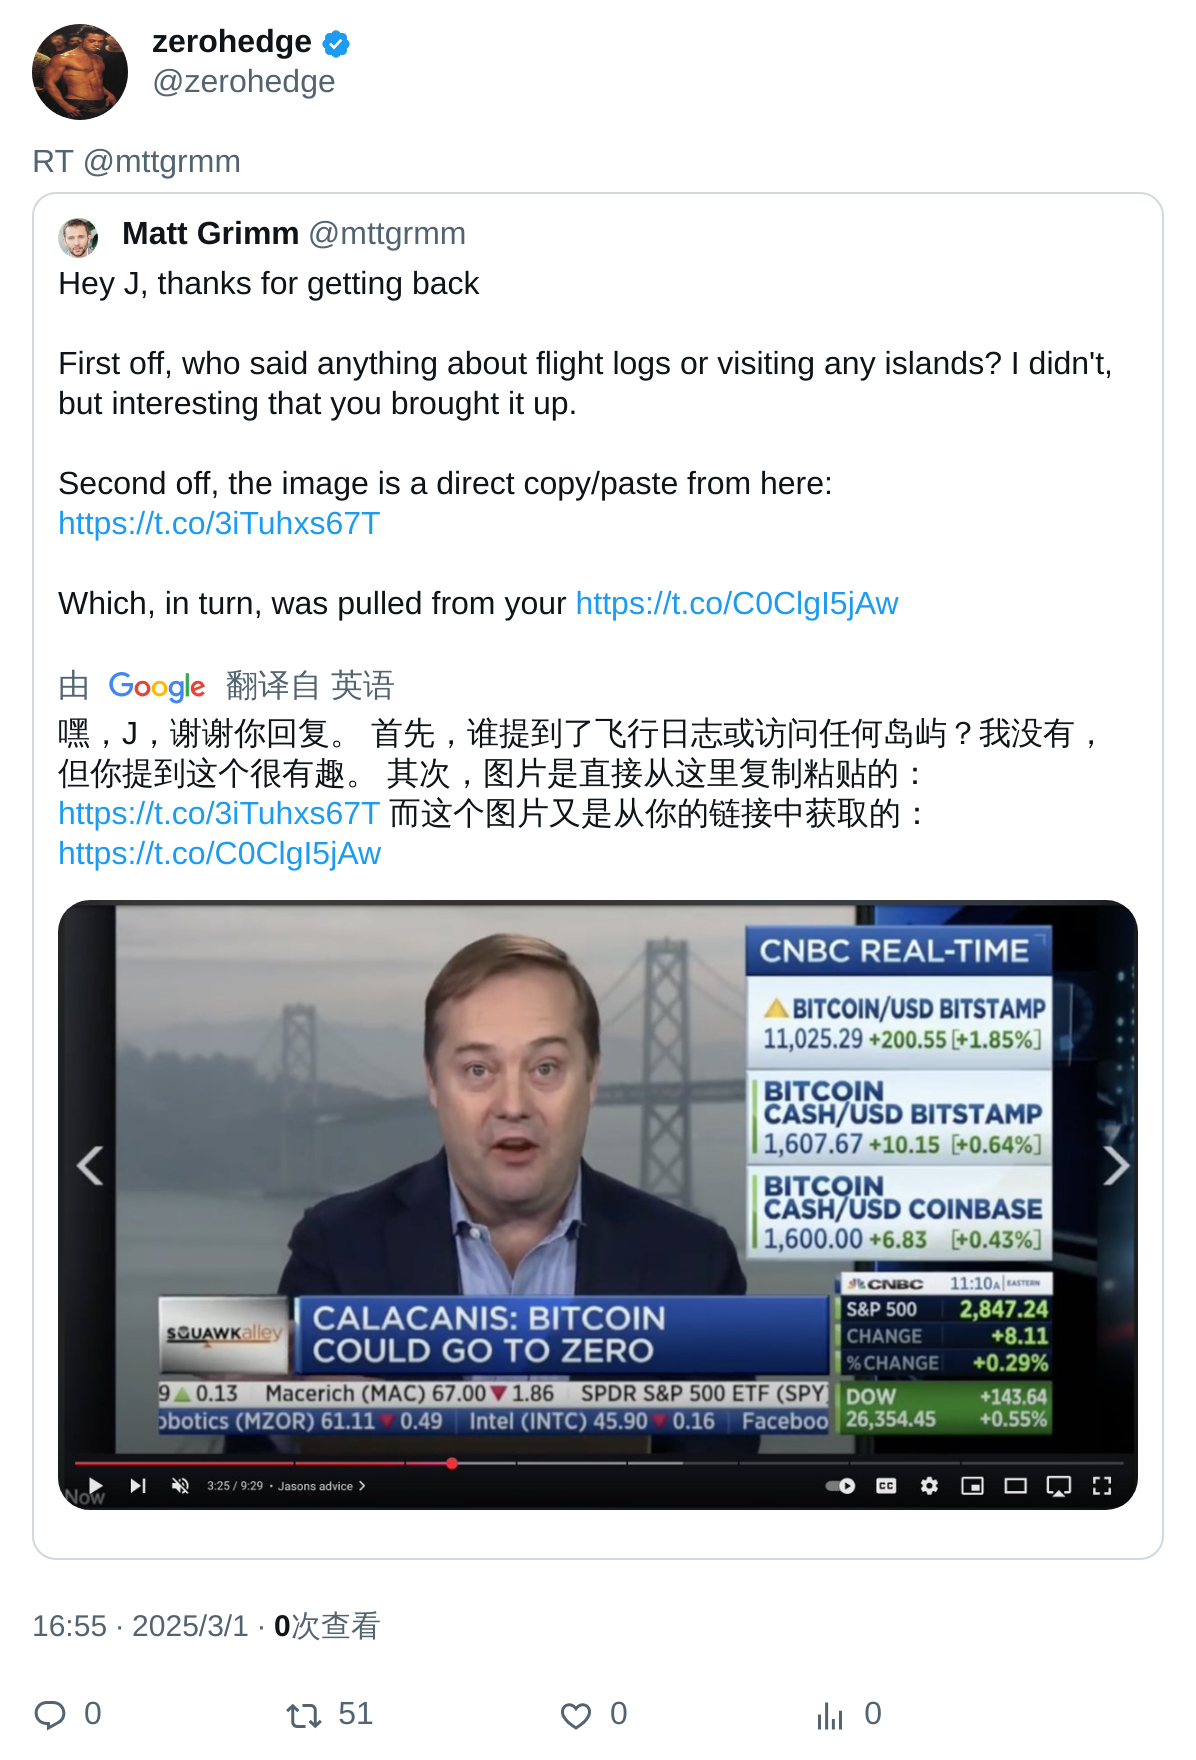 zerohedge
@zerohedge
RT @mttgrmm
Matt Grimm @mttgrmm
Hey J, thanks for getting back
First off, who said anything about flight logs or visiting any islands? I didn't,
but interesting that you brought it up.
Second off, the image is a direct copy/paste from here:
https://t.co/3iTuhxs67T
Which, in turn, was pulled from your https://t.co/C0ClgI5jAw
由 Google 翻译自 英语
嘿，J，谢谢你回复。 首先，谁提到了飞行日志或访问任何岛屿？我没有，
但你提到这个很有趣。 其次，图片是直接从这里复制粘贴的：
https://t.co/3iTuhxs67T 而这个图片又是从你的链接中获取的：
https://t.co/C0ClgI5jAw
CNBC REAL-TIME
BITCOIN/USD BITSTAMP
11,025.29 +200.55 [+1.85%]
BITCOIN
CASH/USD BITSTAMP
1,607.67 +10.15 [+0.64%]
BITCOIN
CASH/USD COINBASE
1,600.00 +6.83 [+0.43%]
CNBC 11:10A EASTERN
S&P 500 2,847.24
CHANGE +8.11
%CHANGE +0.29%
DOW +143.64
26,354.45 +0.55%
SQUAWKalley
CALACANIS: BITCOIN
COULD GO TO ZERO
9 ▲ 0.13 Macerich (MAC) 67.00 ▼ 1.86 SPDR S&P 500 ETF (SPY)
obotics (MZOR) 61.11 ▼ 0.49 Intel (INTC) 45.90 ▼ 0.16 Faceboo
3:25 / 9:29 • Jasons advice >
CC
Now
16:55 · 2025/3/1 · 0次查看
0 51 0 0